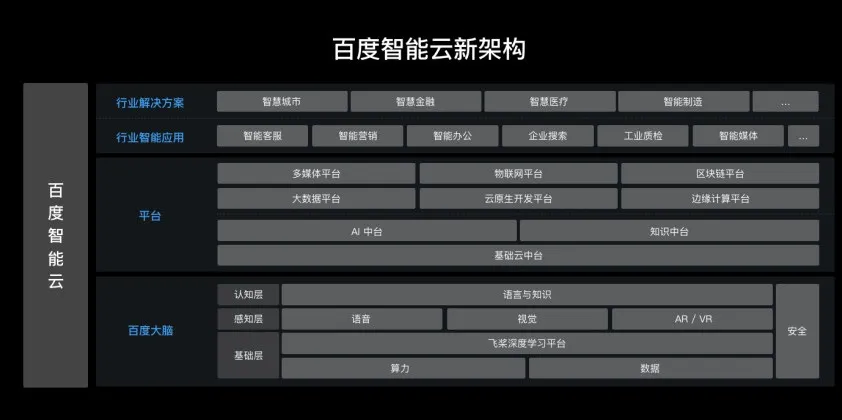 百度智能云新架构
百度智能云
行业解决方案 智慧城市 智慧金融 智慧医疗 智能制造 ...
行业智能应用 智能客服 智能营销 智能办公 企业搜索 工业质检 智能媒体 ...
平台
多媒体平台 物联网平台 区块链平台
大数据平台 云原生开发平台 边缘计算平台
AI 中台 知识中台
基础云中台
百度大脑
认知层 语言与知识
感知层 语音 视觉 AR / VR
基础层
飞桨深度学习平台
算力 数据
安全